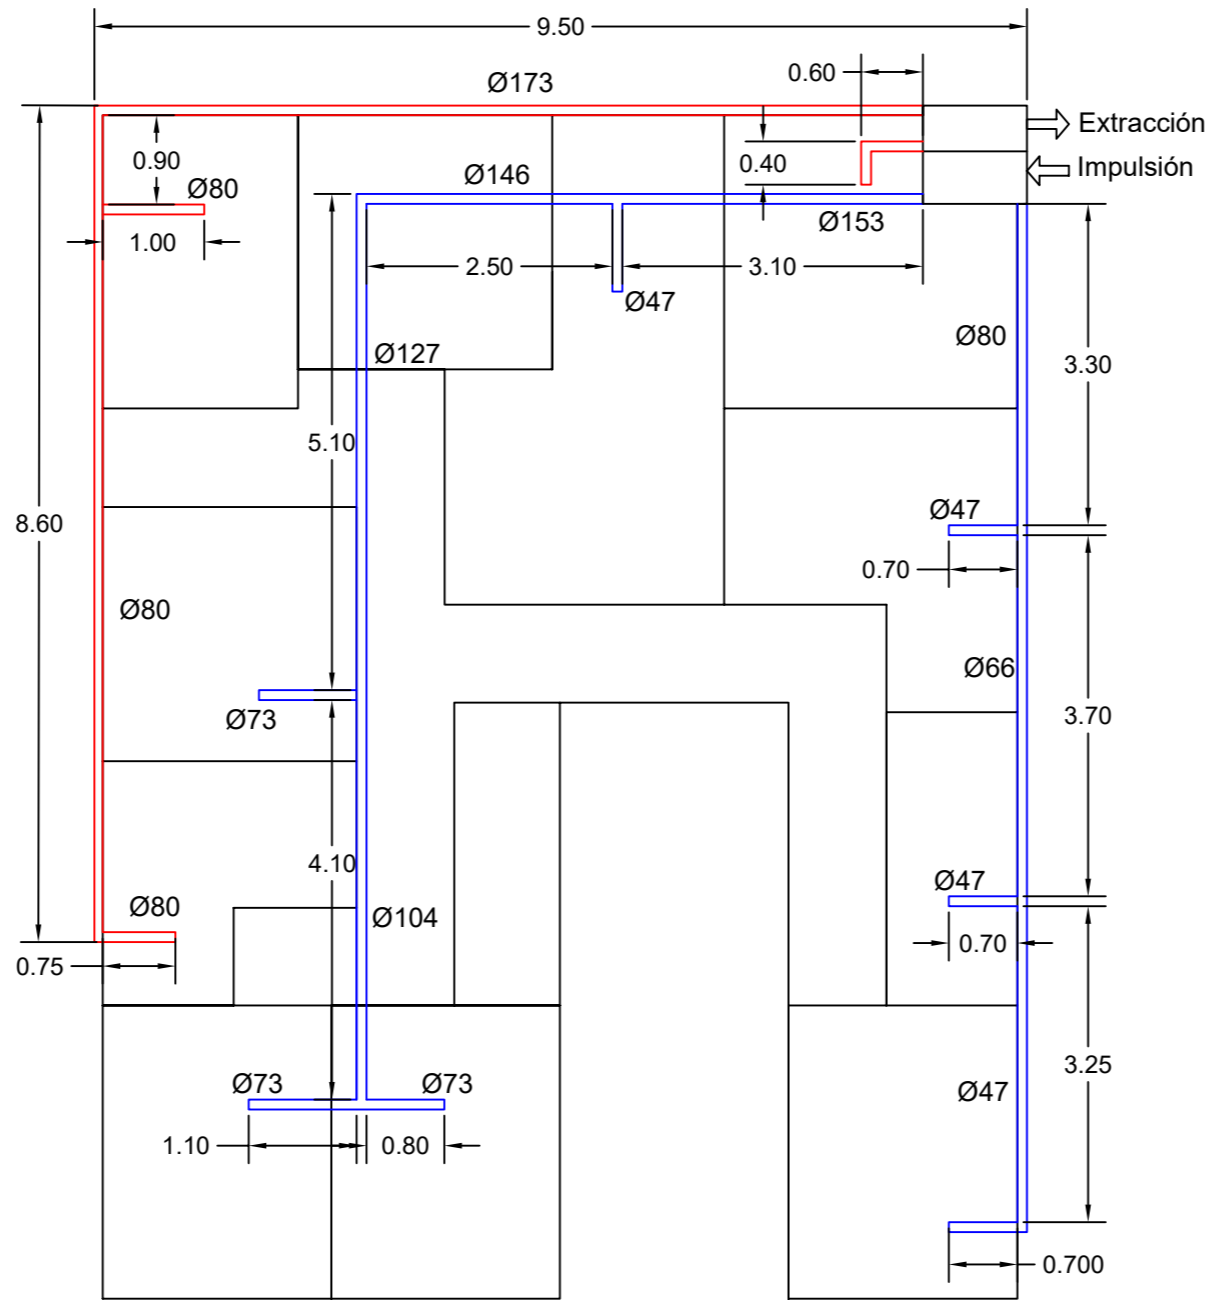 9.50
0.60
Ø173
Extracción
0.40
0.90
Impulsión
Ø146
Ø80
Ø153
1.00
2.50
3.10
Ø47
Ø80
Ø127
3.30
5.10
Ø47
8.60
0.70
Ø80
Ø66
Ø73
3.70
4.10
Ø47
Ø80
Ø104
0.70
0.75
3.25
Ø73
Ø73
Ø47
1.10
0.80
0.700